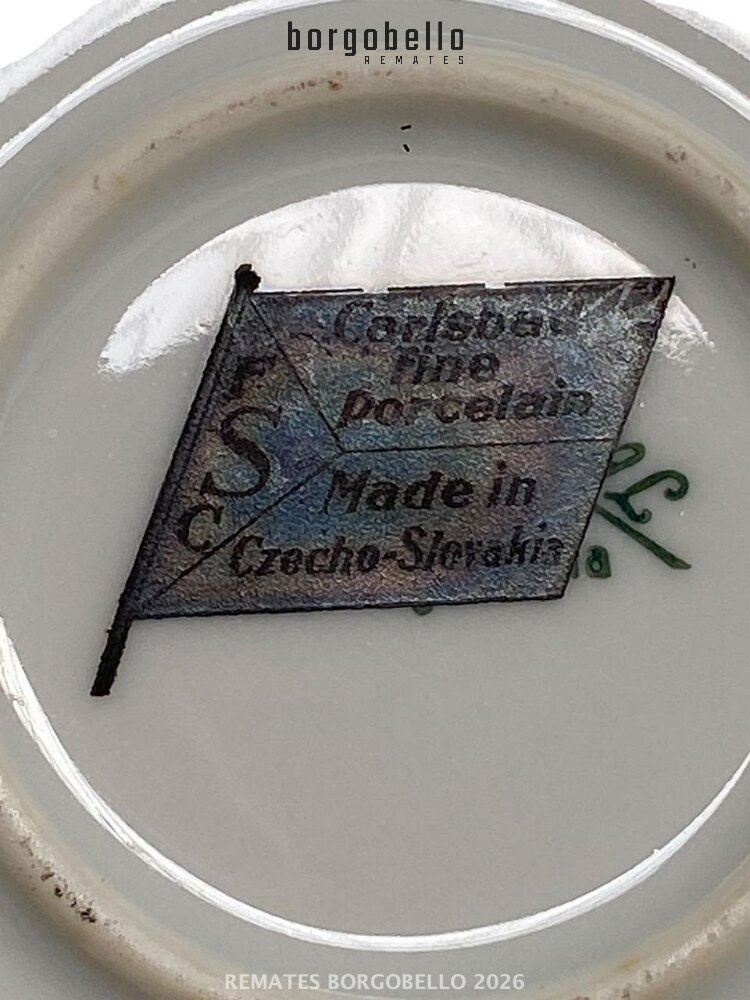 borgobello
REMATES
Carlsbad
fine
porcelain
F
S
C
Made in
Czecho-Slovakia
REMATES BORGOBELLO 2026